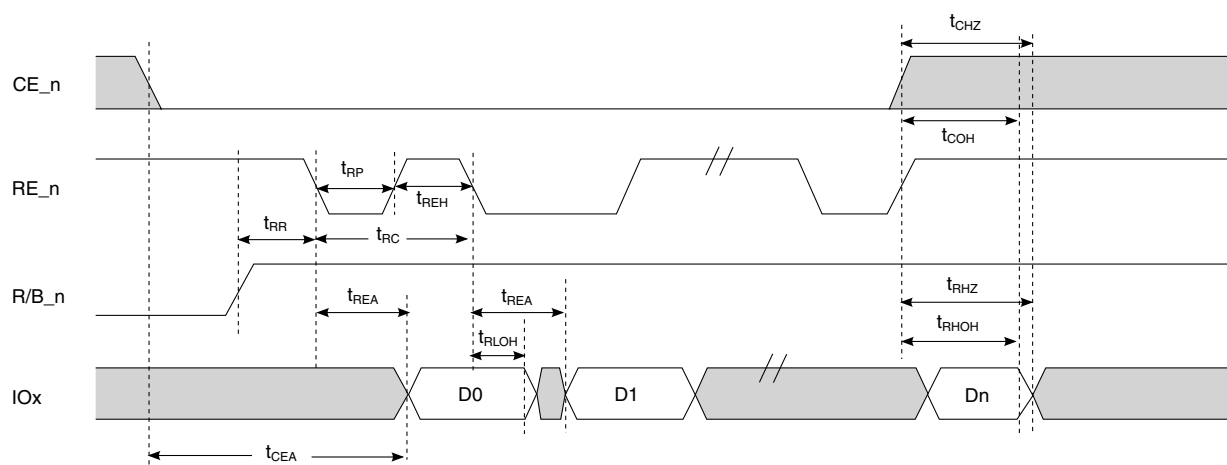 tCHZ
CE_n
tCOH
RE_n
tRP
tREH
tRR
tRC
R/B_n
tREA
tREA
tRHZ
tRLOH
tRHOH
IOx
D0
D1
Dn
tCEA